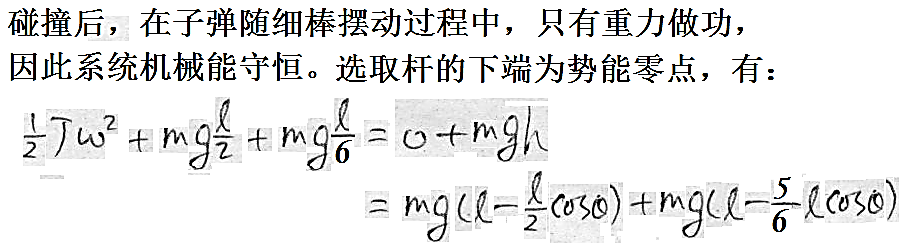 碰撞后，在子弹随细棒摆动过程中，只有重力做功，
因此系统机械能守恒。选取杆的下端为势能零点，有：
½Jω² + mg l/2 + mg l/6 = 0 + mgh
= mg(l − l/2 cosθ) + mg(l − 5/6 l cosθ)